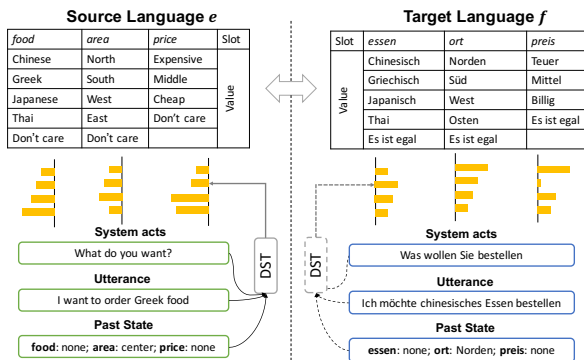 Source Language e
food area price Slot
Chinese North Expensive Value
Greek South Middle
Japanese West Cheap
Thai East Don't care
Don't care Don't care
System acts
What do you want?
Utterance
I want to order Greek food
Past State
food: none; area: center; price: none
DST
Target Language f
Slot essen ort preis
Value Chinesisch Norden Teuer
Griechisch Süd Mittel
Japanisch West Billig
Thai Osten Es ist egal
Es ist egal Es ist egal
System acts
Was wollen Sie bestellen
Utterance
Ich möchte chinesisches Essen bestellen
Past State
essen: none; ort: Norden; preis: none
DST